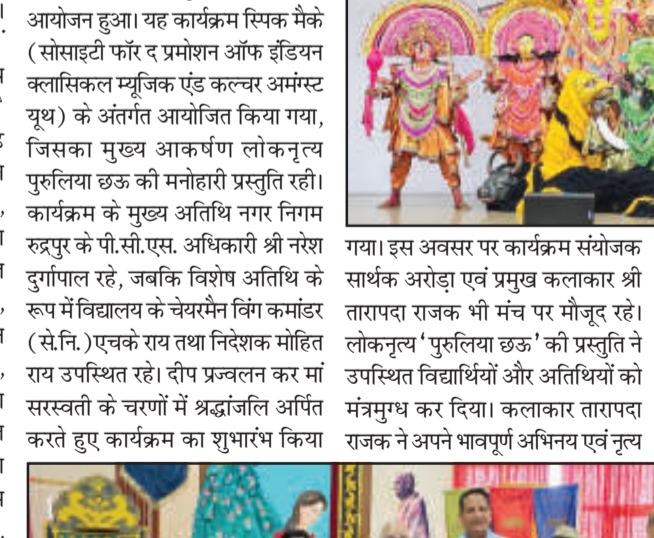 आयोजन हुआ। यह कार्यक्रम स्पिक मैके
(सोसाइटी फॉर द प्रमोशन ऑफ इंडियन
क्लासिकल म्यूजिक एंड कल्चर अमंग्स्ट
यूथ) के अंतर्गत आयोजित किया गया,
जिसका मुख्य आकर्षण लोकनृत्य
पुरुलिया छऊ की मनोहारी प्रस्तुति रही।
कार्यक्रम के मुख्य अतिथि नगर निगम
रुद्रपुर के पी.सी.एस. अधिकारी श्री नरेश
दुर्गापाल रहे, जबकि विशेष अतिथि के
रूप में विद्यालय के चेयरमैन विंग कमांडर
(से.नि.)एचके राय तथा निदेशक मोहित
राय उपस्थित रहे। दीप प्रज्वलन कर मां
सरस्वती के चरणों में श्रद्धांजलि अर्पित
करते हुए कार्यक्रम का शुभारंभ किया
गया। इस अवसर पर कार्यक्रम संयोजक
सार्थक अरोड़ा एवं प्रमुख कलाकार श्री
तारापदा राजक भी मंच पर मौजूद रहे।
लोकनृत्य ‘पुरुलिया छऊ’ की प्रस्तुति ने
उपस्थित विद्यार्थियों और अतिथियों को
मंत्रमुग्ध कर दिया। कलाकार तारापदा
राजक ने अपने भावपूर्ण अभिनय एवं नृत्य